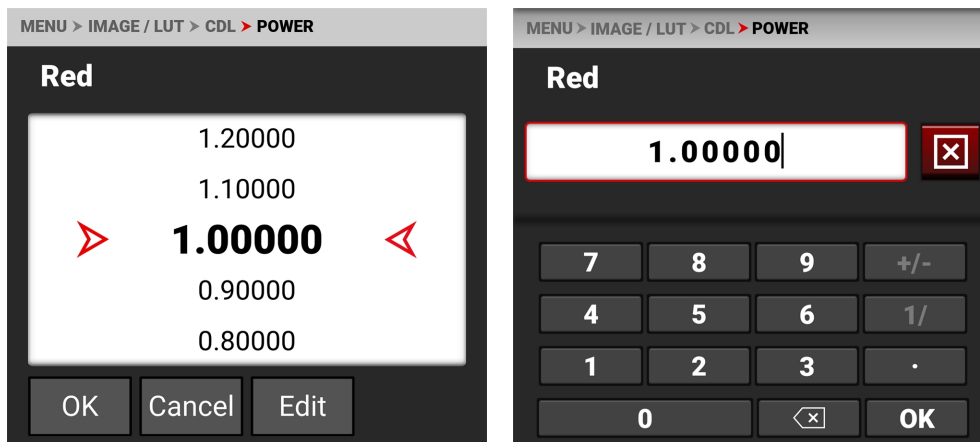 MENU > IMAGE / LUT > CDL > POWER
Red
1.20000
1.10000
1.00000
0.90000
0.80000
OK Cancel Edit
MENU > IMAGE / LUT > CDL > POWER
Red
1.00000
7 8 9 +/-
4 5 6 1/
1 2 3 .
0 OK